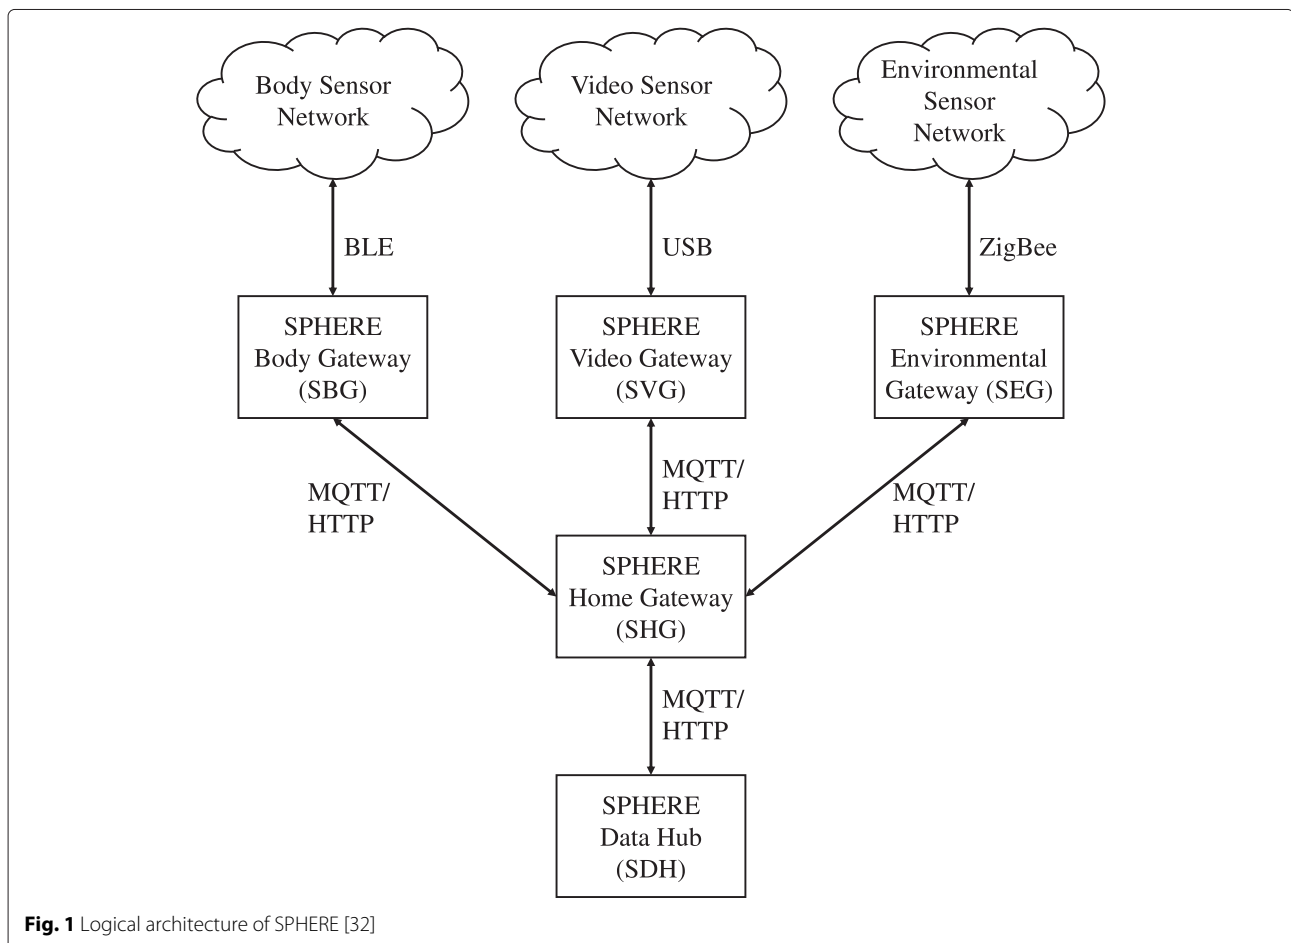 Body Sensor
Network
Video Sensor
Network
Environmental
Sensor
Network
BLE
USB
ZigBee
SPHERE
Body Gateway
(SBG)
SPHERE
Video Gateway
(SVG)
SPHERE
Environmental
Gateway (SEG)
MQTT/
HTTP
MQTT/
HTTP
MQTT/
HTTP
SPHERE
Home Gateway
(SHG)
MQTT/
HTTP
SPHERE
Data Hub
(SDH)
Fig. 1 Logical architecture of SPHERE [32]